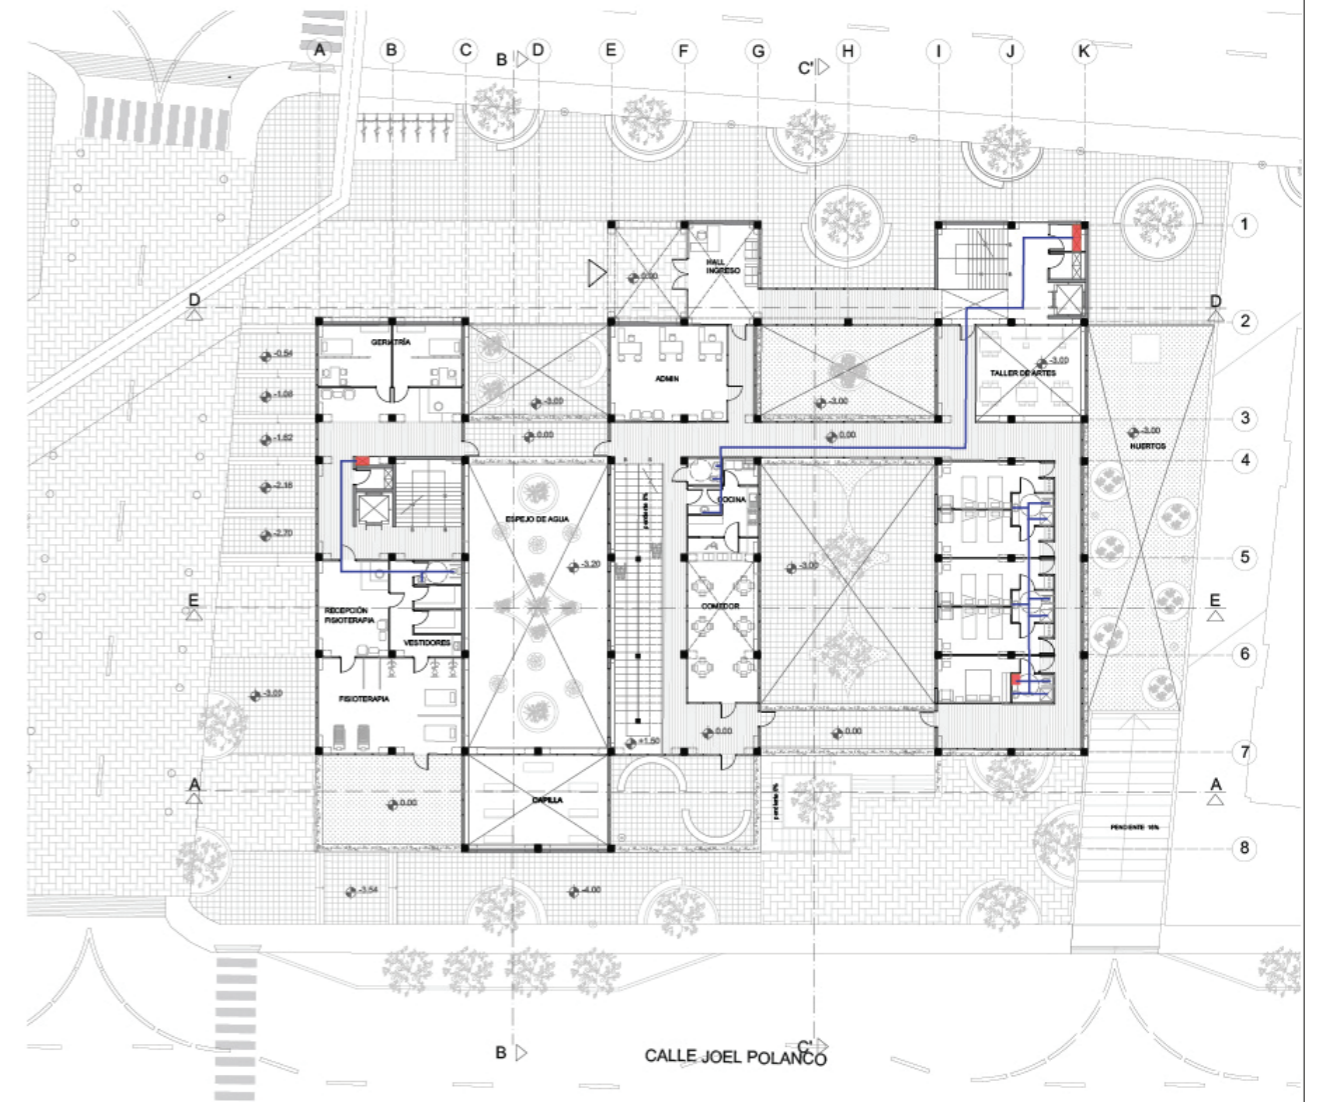 A B C D E F G H I J K
B
C'
1
HALL
INGRESO
0.00
D
D
2
GERIATRÍA
-0.54
ADMIN
-3.00
TALLER DE ARTES
-1.08
-3.00
-3.00
3
-3.00
HUERTOS
-1.62
0.00
0.00
4
-2.16
pendiente 8%
COCINA
ESPEJO DE AGUA
-2.70
5
-3.20
-3.00
E
RECEPCIÓN
FISIOTERAPIA
COMEDOR
E
VESTIDORES
6
-3.00
FISIOTERAPIA
0.00
0.00
+1.50
7
A
0.00
CAPILLA
A
PENDIENTE 16%
8
-3.54
-4.00
B
C'
CALLE JOEL POLANCO